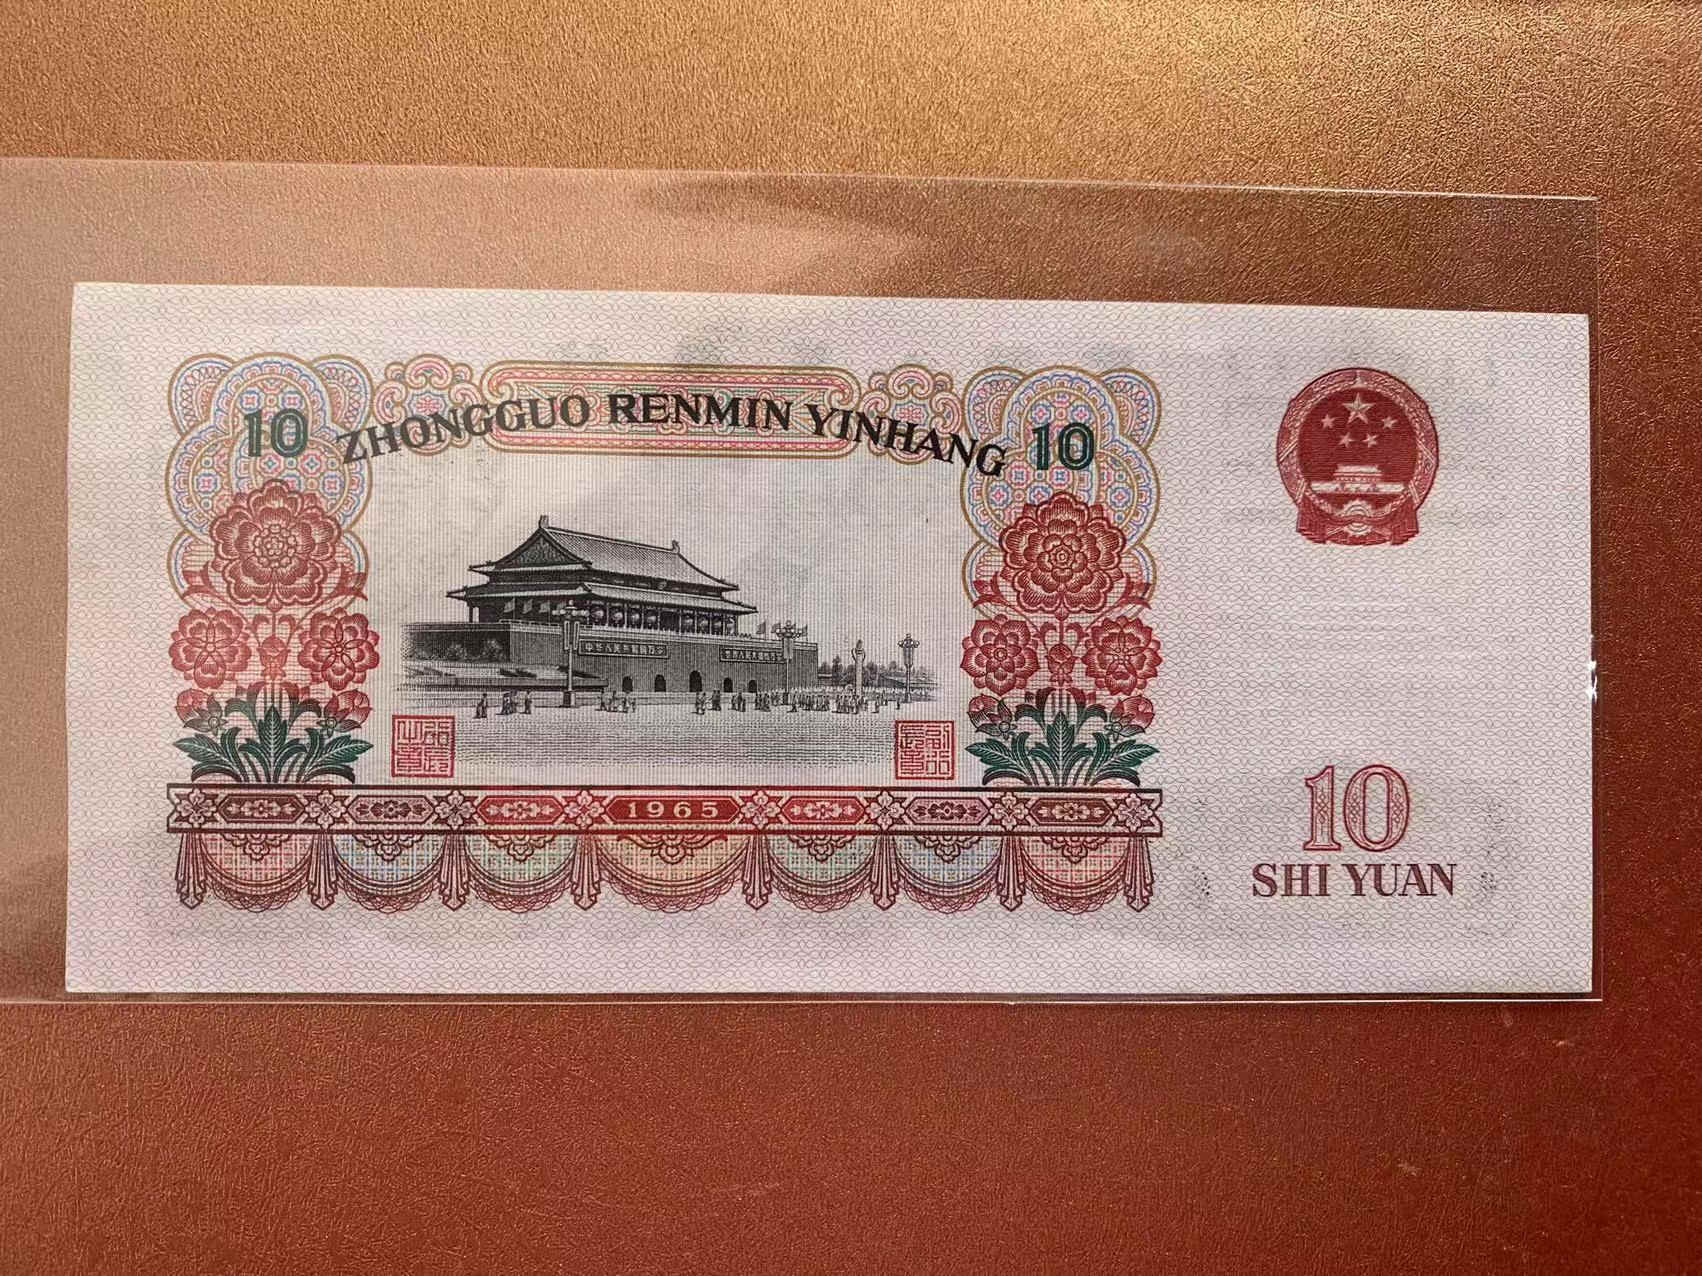 10 ZHONGGUO RENMIN YINHANG 10
1965
10
SHI YUAN